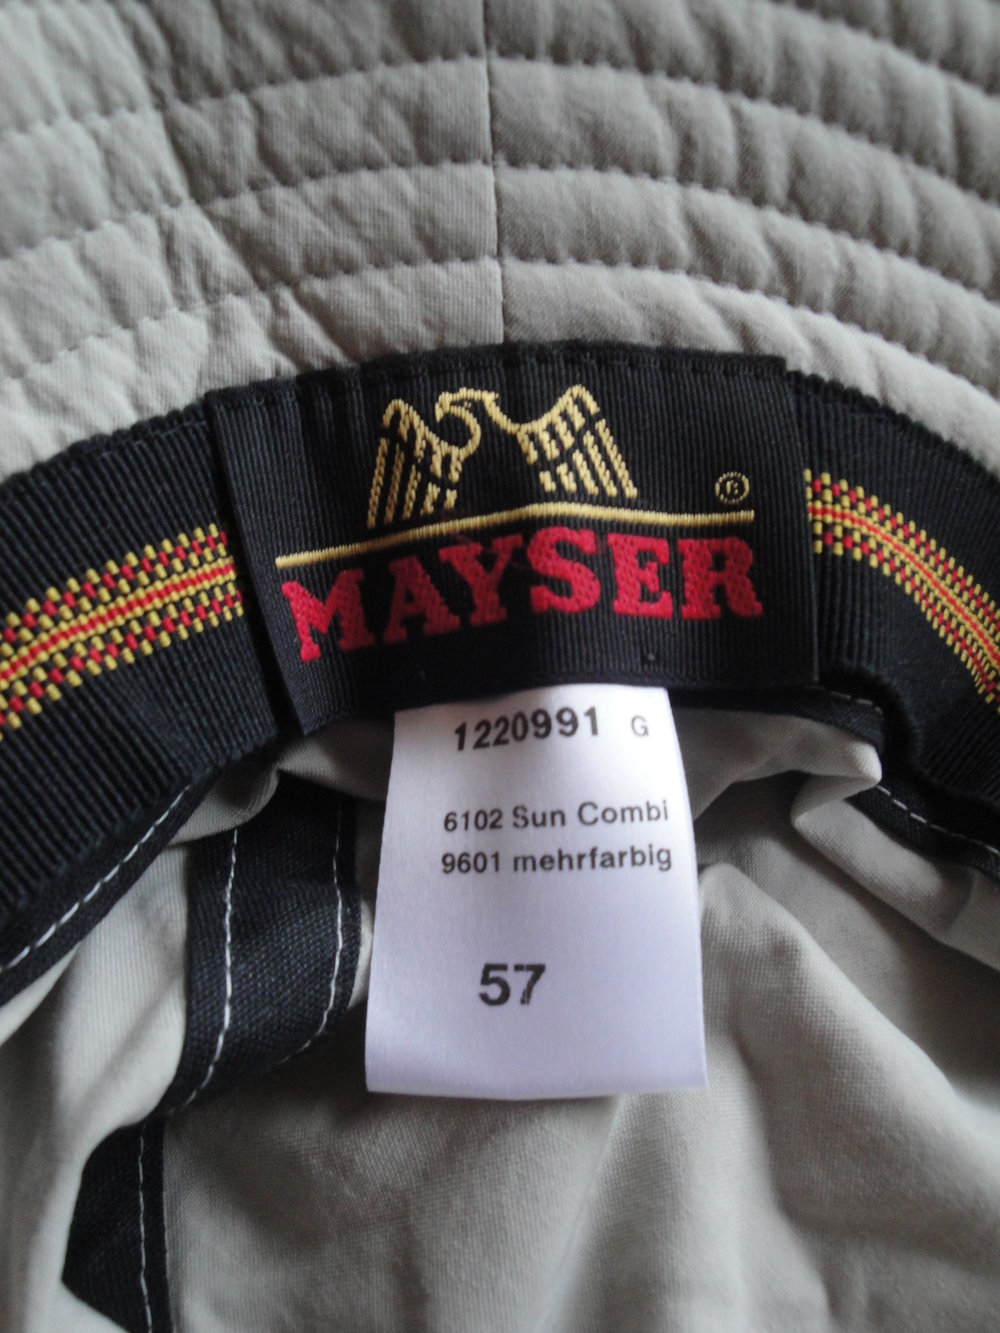 ®
MAYSER
1220991 G
6102 Sun Combi
9601 mehrfarbig
57